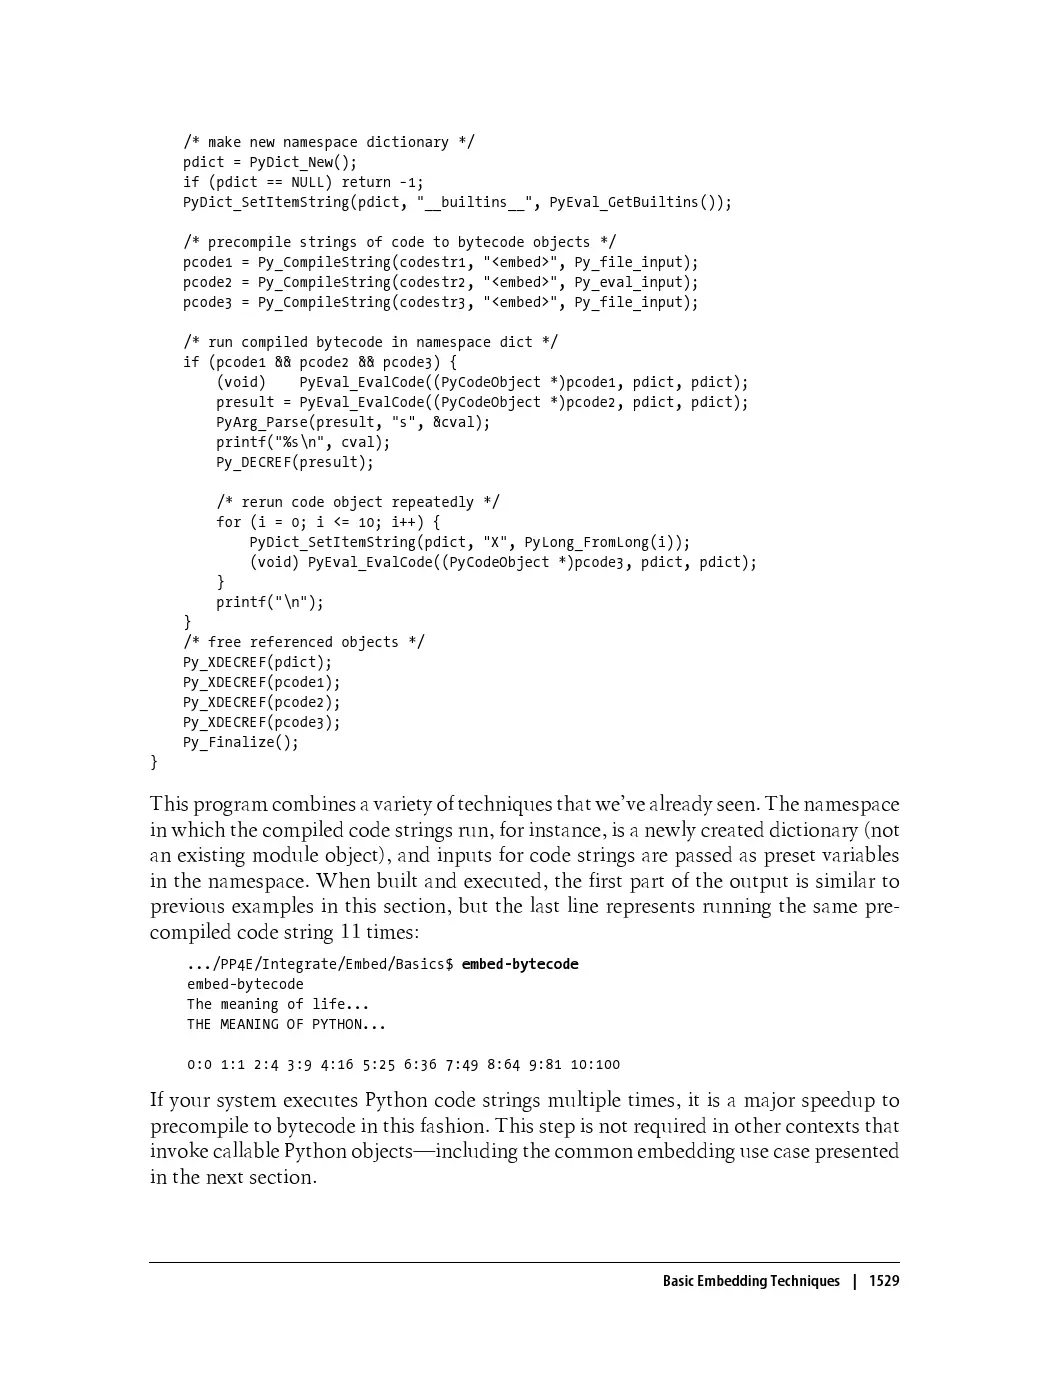 /* make new namespace dictionary */
pdict = PyDict_New();
if (pdict == NULL) return -1;
PyDict_SetItemString(pdict, "__builtins__", PyEval_GetBuiltins());
/* precompile strings of code to bytecode objects */
pcode1 = Py_CompileString(codestr1, "<embed>", Py_file_input);
pcode2 = Py_CompileString(codestr2, "<embed>", Py_eval_input);
pcode3 = Py_CompileString(codestr3, "<embed>", Py_file_input);
/* run compiled bytecode in namespace dict */
if (pcode1 && pcode2 && pcode3) {
(void)    PyEval_EvalCode((PyCodeObject *)pcode1, pdict, pdict);
presult = PyEval_EvalCode((PyCodeObject *)pcode2, pdict, pdict);
PyArg_Parse(presult, "s", &cval);
printf("%s\n", cval);
Py_DECREF(presult);
/* rerun code object repeatedly */
for (i = 0; i <= 10; i++) {
PyDict_SetItemString(pdict, "X", PyLong_FromLong(i));
(void) PyEval_EvalCode((PyCodeObject *)pcode3, pdict, pdict);
}
printf("\n");
}
/* free referenced objects */
Py_XDECREF(pdict);
Py_XDECREF(pcode1);
Py_XDECREF(pcode2);
Py_XDECREF(pcode3);
Py_Finalize();
}
This program combines a variety of techniques that we've already seen. The namespace
in which the compiled code strings run, for instance, is a newly created dictionary (not
an existing module object), and inputs for code strings are passed as preset variables
in the namespace. When built and executed, the first part of the output is similar to
previous examples in this section, but the last line represents running the same pre-
compiled code string 11 times:
.../PP4E/Integrate/Embed/Basics$ embed-bytecode
embed-bytecode
The meaning of life...
THE MEANING OF PYTHON...
0:0 1:1 2:4 3:9 4:16 5:25 6:36 7:49 8:64 9:81 10:100
If your system executes Python code strings multiple times, it is a major speedup to
precompile to bytecode in this fashion. This step is not required in other contexts that
invoke callable Python objects—including the common embedding use case presented
in the next section.
Basic Embedding Techniques | 1529